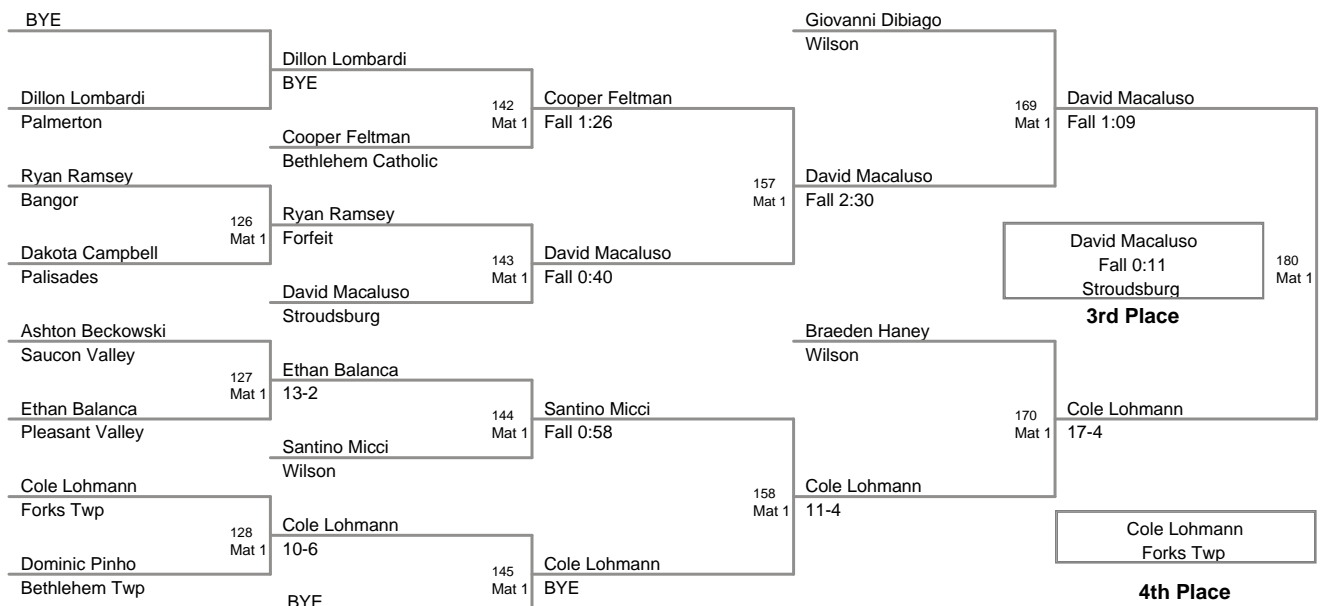 BYE
Dillon Lombardi
Palmerton
Ryan Ramsey
Bangor
126
Mat 1
Dakota Campbell
Palisades
Ashton Beckowski
Saucon Valley
127
Mat 1
Ethan Balanca
Pleasant Valley
Cole Lohmann
Forks Twp
128
Mat 1
Dominic Pinho
Bethlehem Twp
Dillon Lombardi
BYE
142
Mat 1
Cooper Feltman
Bethlehem Catholic
Ryan Ramsey
Forfeit
143
Mat 1
David Macaluso
Stroudsburg
Ethan Balanca
13-2
144
Mat 1
Santino Micci
Wilson
Cole Lohmann
10-6
145
Mat 1
BYE
Cooper Feltman
Fall 1:26
157
Mat 1
David Macaluso
Fall 0:40
Santino Micci
Fall 0:58
158
Mat 1
Cole Lohmann
BYE
Giovanni Dibiago
Wilson
169
Mat 1
David Macaluso
Fall 2:30
Braeden Haney
Wilson
170
Mat 1
Cole Lohmann
11-4
David Macaluso
Fall 1:09
180
Mat 1
Cole Lohmann
17-4
David Macaluso
Fall 0:11
Stroudsburg
3rd Place
Cole Lohmann
Forks Twp
4th Place